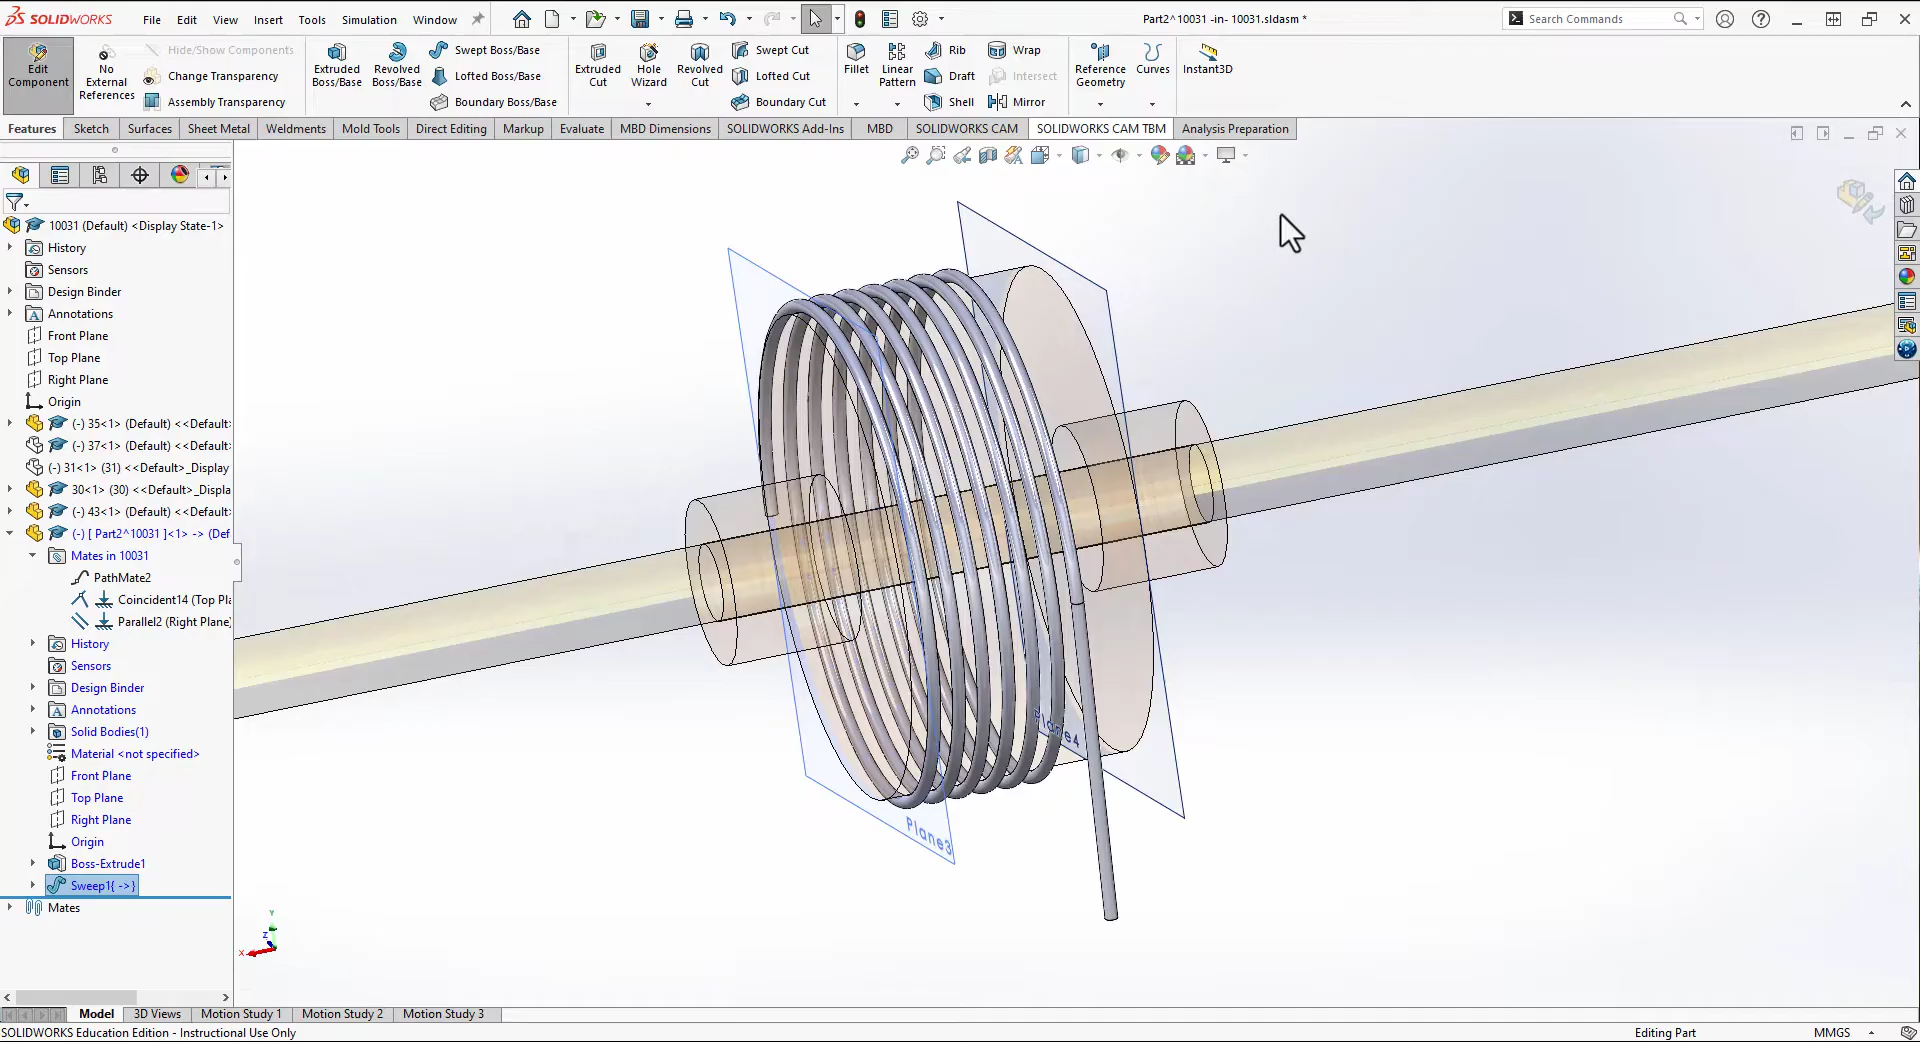 SOLIDWORKS File Edit View Insert Tools Simulation Window Part2^10031 -in- 10031.sldasm * Search Commands
Edit Component
No External References
Hide/Show Components
Change Transparency
Assembly Transparency
Extruded Boss/Base
Revolved Boss/Base
Swept Boss/Base
Lofted Boss/Base
Boundary Boss/Base
Extruded Cut
Hole Wizard
Revolved Cut
Swept Cut
Lofted Cut
Boundary Cut
Fillet
Linear Pattern
Rib
Draft
Shell
Wrap
Intersect
Mirror
Reference Geometry
Curves
Instant3D
Features Sketch Surfaces Sheet Metal Weldments Mold Tools Direct Editing Markup Evaluate MBD Dimensions SOLIDWORKS Add-Ins MBD SOLIDWORKS CAM SOLIDWORKS CAM TBM Analysis Preparation
10031 (Default) <Display State-1>
History
Sensors
Design Binder
Annotations
Front Plane
Top Plane
Right Plane
Origin
(-) 35<1> (Default) <<Default>
(-) 37<1> (Default) <<Default>
(-) 31<1> (31) <<Default>_Display
30<1> (30) <<Default>_Displa
(-) 43<1> (Default) <<Default>
(-) [ Part2^10031 ]<1> -> (Def
Mates in 10031
PathMate2
Coincident14 (Top Pla
Parallel2 (Right Plane)
History
Sensors
Design Binder
Annotations
Solid Bodies(1)
Material <not specified>
Front Plane
Top Plane
Right Plane
Origin
Boss-Extrude1
Sweep1{ ->}
Mates
Plane4
Plane3
Y
Z
X
Model 3D Views Motion Study 1 Motion Study 2 Motion Study 3
SOLIDWORKS Education Edition - Instructional Use Only Editing Part MMGS